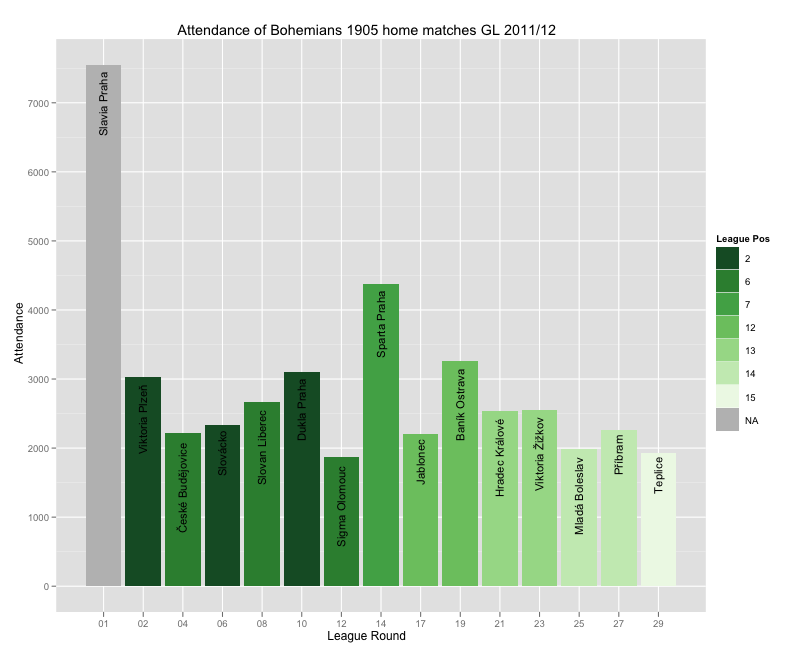 Attendance of Bohemians 1905 home matches GL 2011/12
Attendance
7000
6000
5000
4000
3000
2000
1000
0
Slavia Praha
Viktoria Plzeň
České Budějovice
Slovácko
Slovan Liberec
Dukla Praha
Sigma Olomouc
Sparta Praha
Jablonec
Baník Ostrava
Hradec Králové
Viktoria Žižkov
Mladá Boleslav
Příbram
Teplice
01 02 04 06 08 10 12 14 17 19 21 23 25 27 29
League Round
League Pos
2
6
7
12
13
14
15
NA